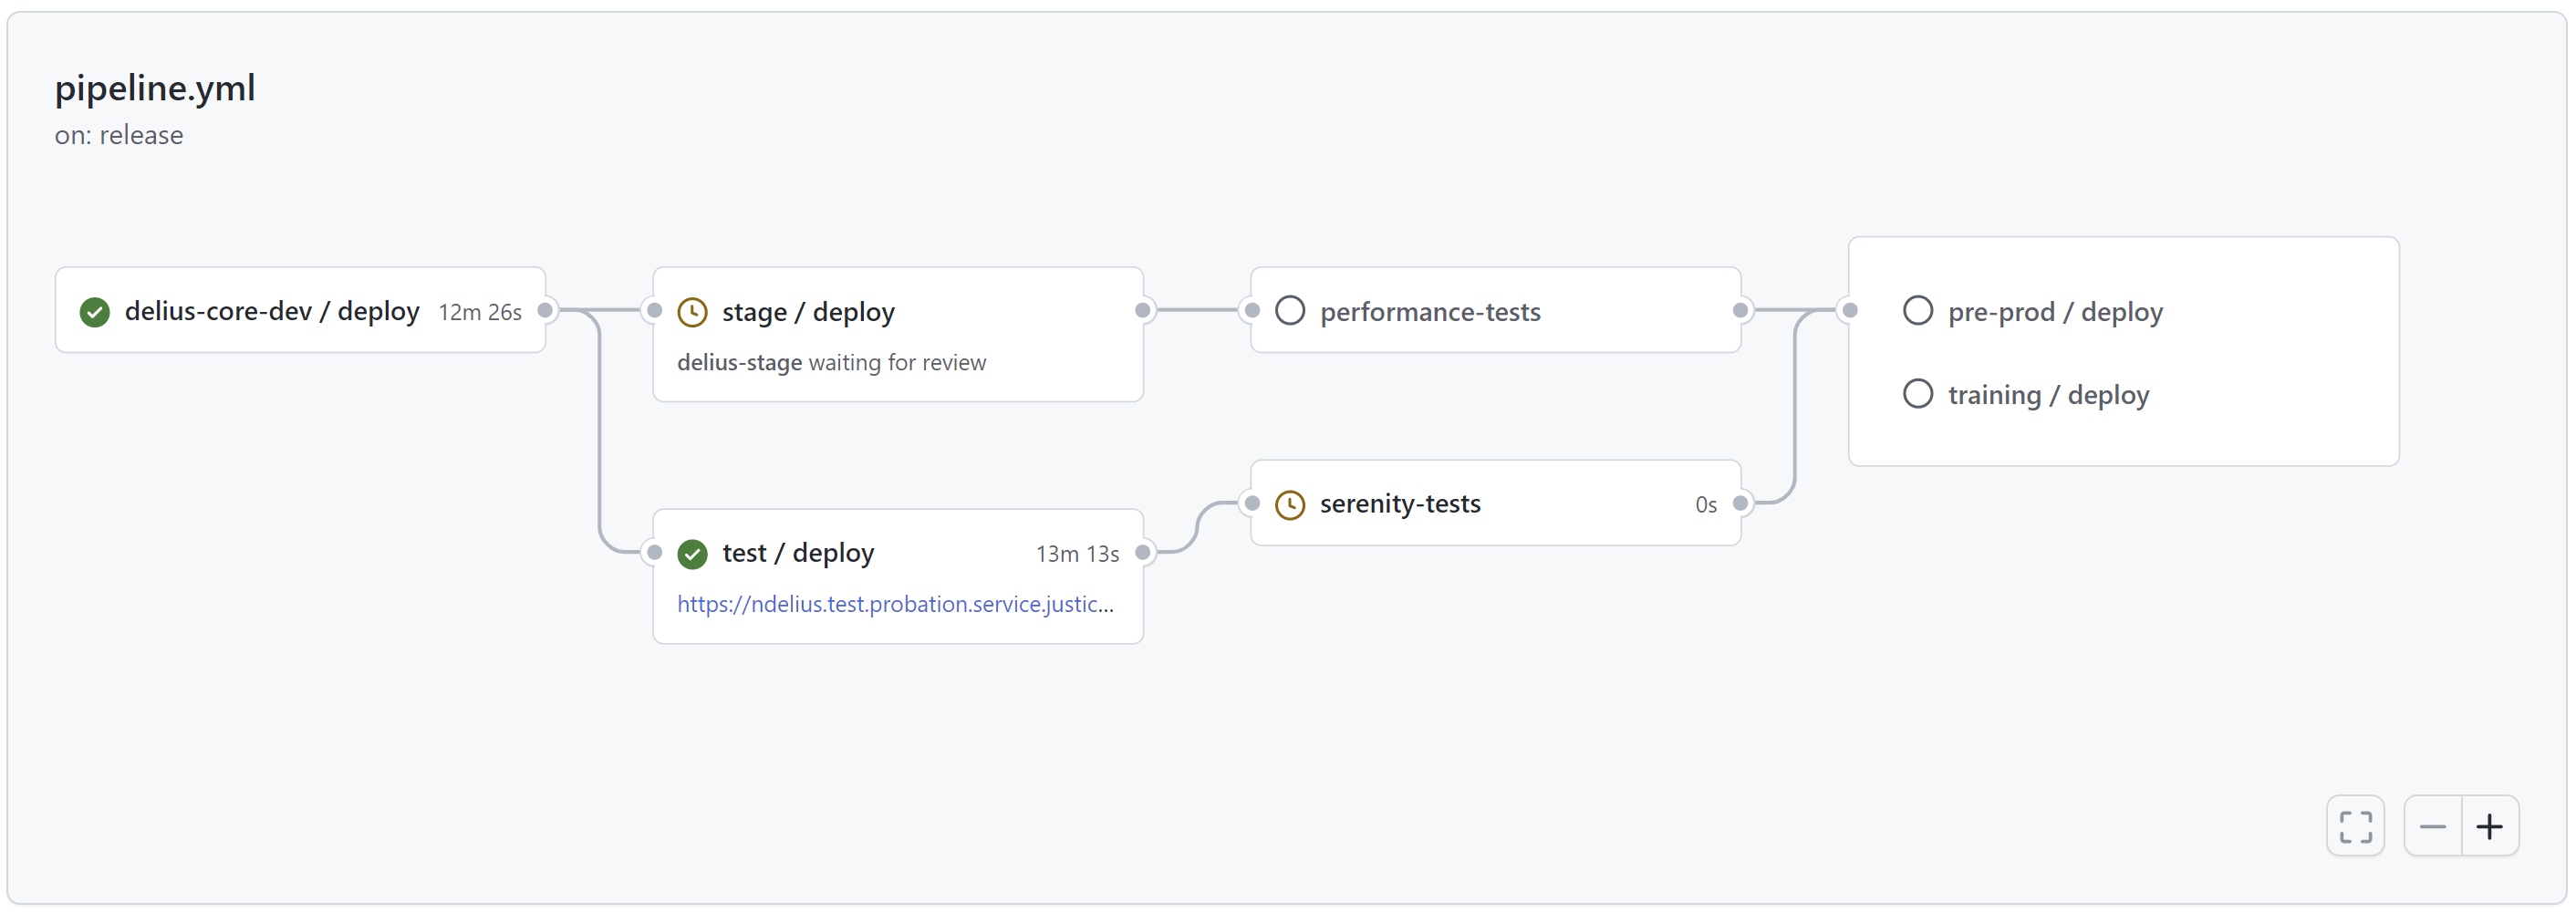 pipeline.yml
on: release
delius-core-dev / deploy 12m 26s
stage / deploy
delius-stage waiting for review
test / deploy 13m 13s
https://ndelius.test.probation.service.justic...
performance-tests
serenity-tests 0s
pre-prod / deploy
training / deploy